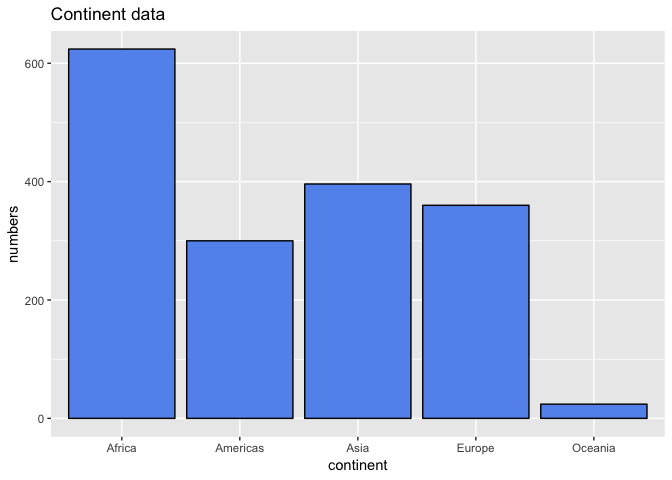 Continent data
numbers
600
400
200
0
Africa Americas Asia Europe Oceania
continent